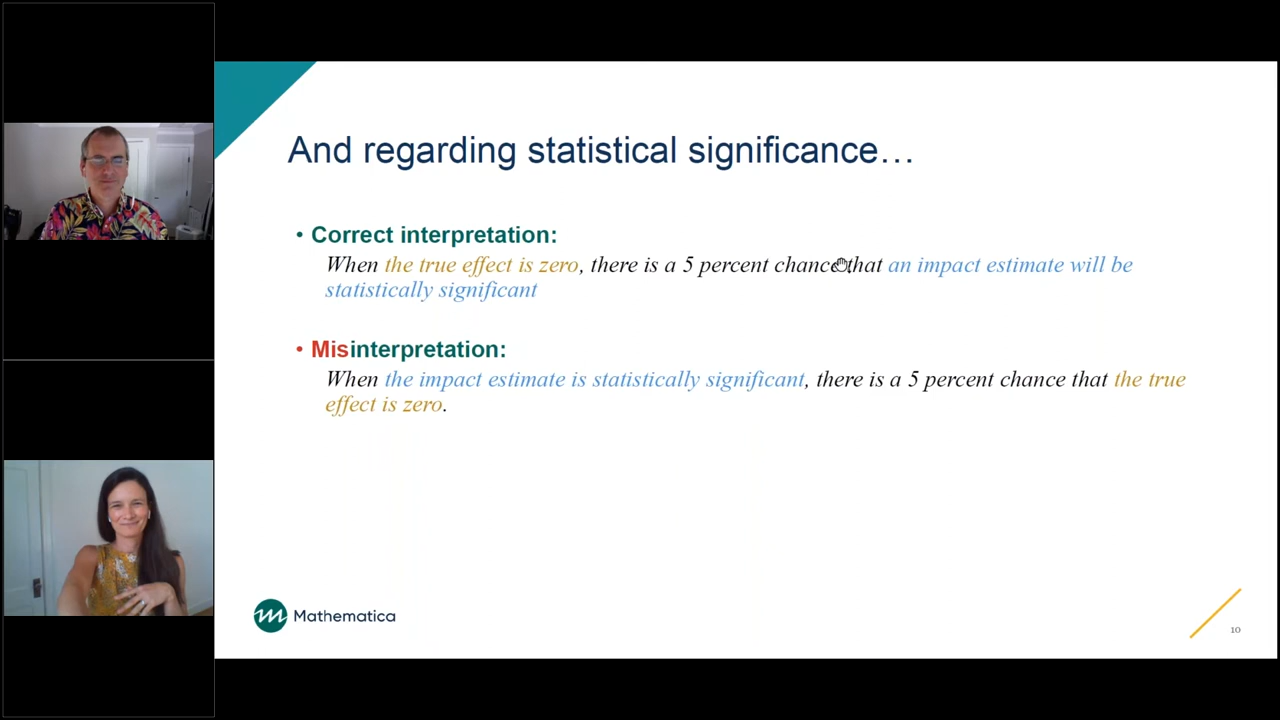 And regarding statistical significance…
• Correct interpretation:
When the true effect is zero, there is a 5 percent chance that an impact estimate will be
statistically significant
• Misinterpretation:
When the impact estimate is statistically significant, there is a 5 percent chance that the true
effect is zero.
Mathematica
10